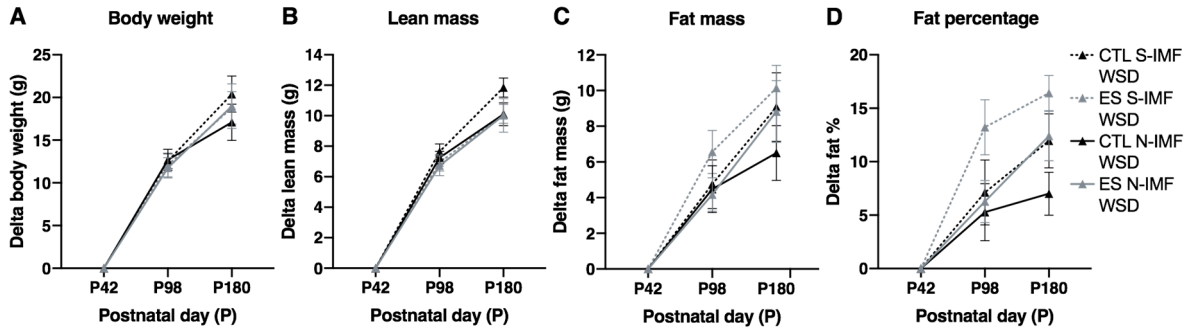 A Body weight
Delta body weight (g)
25
20
15
10
5
0
P42 P98 P180
Postnatal day (P)
B Lean mass
Delta lean mass (g)
14
12
10
8
6
4
2
0
P42 P98 P180
Postnatal day (P)
C Fat mass
Delta fat mass (g)
12
10
8
6
4
2
0
P42 P98 P180
Postnatal day (P)
D Fat percentage
Delta fat %
20
15
10
5
0
P42 P98 P180
Postnatal day (P)
CTL S-IMF
WSD
ES S-IMF
WSD
CTL N-IMF
WSD
ES N-IMF
WSD